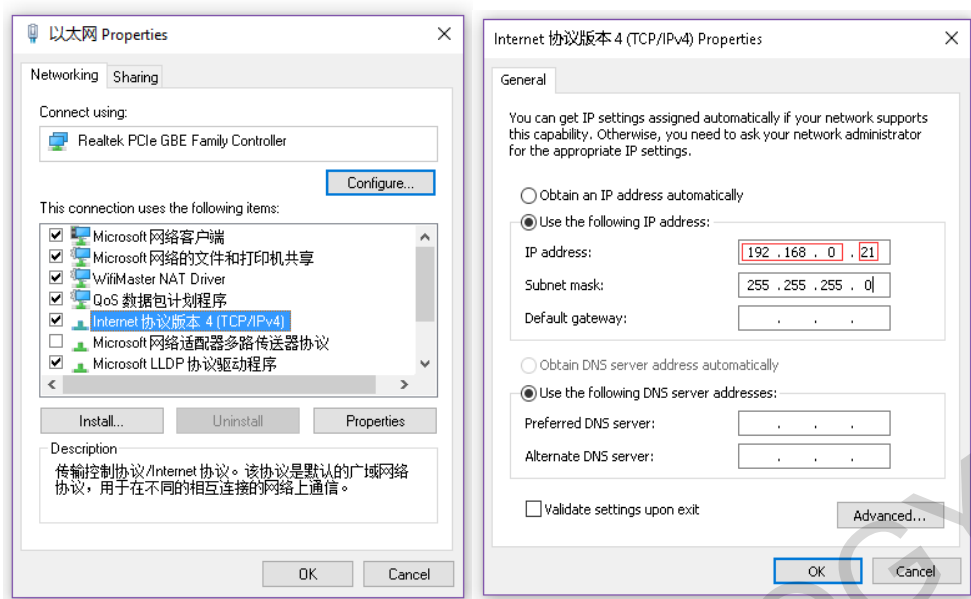 以太网 Properties
Networking
Sharing
Connect using:
Realtek PCIe GBE Family Controller
Configure...
This connection uses the following items:
Microsoft 网络客户端
Microsoft 网络的文件和打印机共享
WifiMaster NAT Driver
QoS 数据包计划程序
Internet 协议版本 4 (TCP/IPv4)
Microsoft 网络适配器多路传送器协议
Microsoft LLDP 协议驱动程序
Install...
Uninstall
Properties
Description
传输控制协议/Internet 协议。该协议是默认的广域网络
协议，用于在不同的相互连接的网络上通信。
OK
Cancel
Internet 协议版本 4 (TCP/IPv4) Properties
General
You can get IP settings assigned automatically if your network supports
this capability. Otherwise, you need to ask your network administrator
for the appropriate IP settings.
Obtain an IP address automatically
Use the following IP address:
IP address: 192 . 168 . 0 . 21
Subnet mask: 255 . 255 . 255 . 0
Default gateway: . . .
Obtain DNS server address automatically
Use the following DNS server addresses:
Preferred DNS server: . . .
Alternate DNS server: . . .
Validate settings upon exit
Advanced...
OK
Cancel